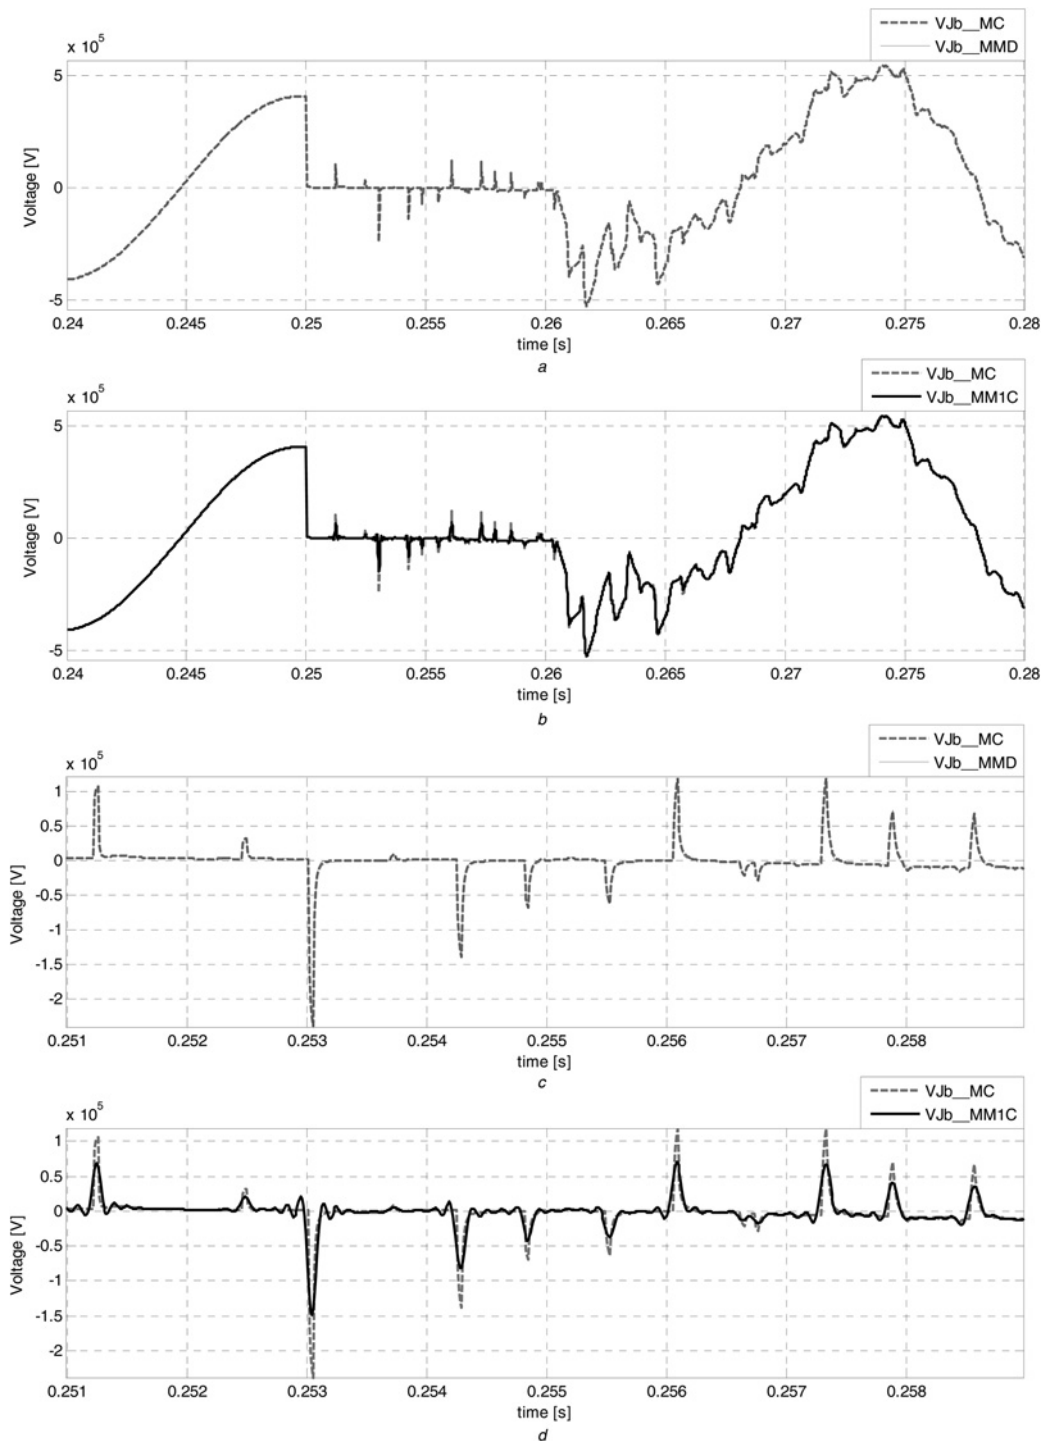 VJb__MC
VJb__MMD
x 10^5
5
0
-5
Voltage [V]
0.24 0.245 0.25 0.255 0.26 0.265 0.27 0.275 0.28
time [s]
a
VJb__MC
VJb__MM1C
x 10^5
5
0
-5
Voltage [V]
0.24 0.245 0.25 0.255 0.26 0.265 0.27 0.275 0.28
time [s]
b
VJb__MC
VJb__MMD
x 10^5
1
0.5
0
-0.5
-1
-1.5
-2
Voltage [V]
0.251 0.252 0.253 0.254 0.255 0.256 0.257 0.258
time [s]
c
VJb__MC
VJb__MM1C
x 10^5
1
0.5
0
-0.5
-1
-1.5
-2
Voltage [V]
0.251 0.252 0.253 0.254 0.255 0.256 0.257 0.258
time [s]
d